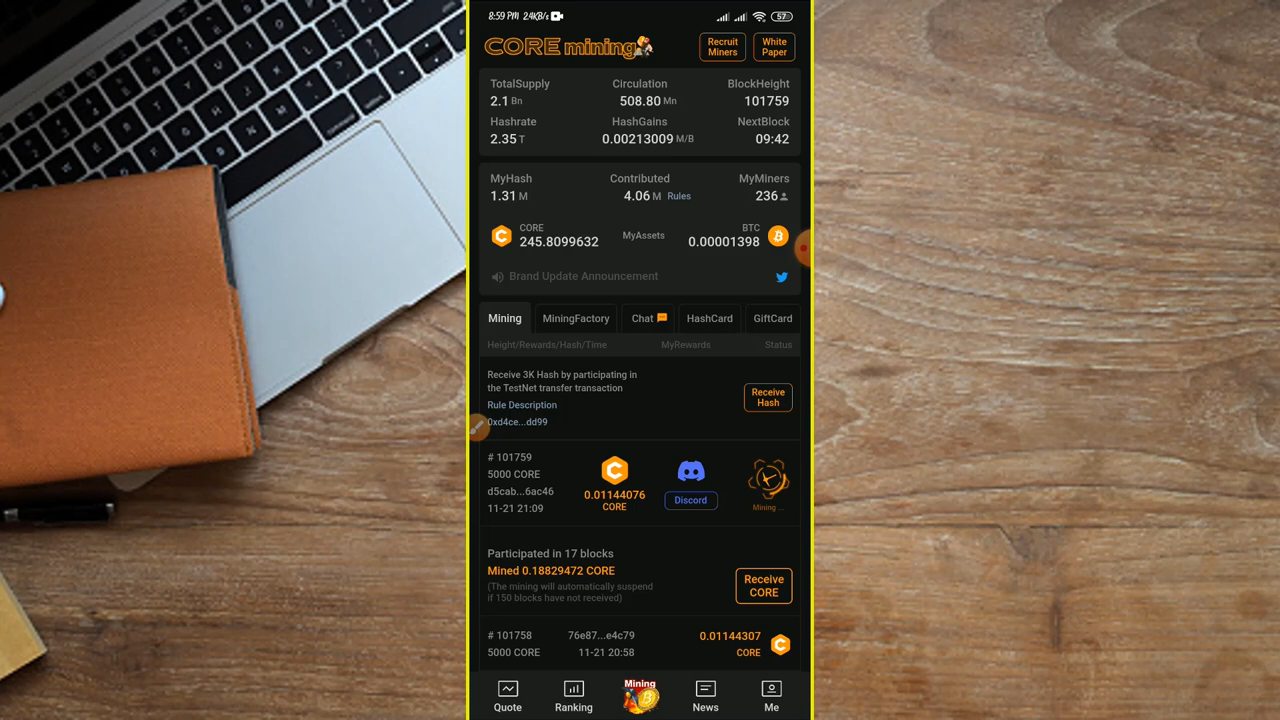 8:59 PM 24KB/s 57
CORE mining
Recruit
Miners
White
Paper
TotalSupply Circulation BlockHeight
2.1 Bn 508.80 Mn 101759
Hashrate HashGains NextBlock
2.35 T 0.00213009 M/B 09:42
MyHash Contributed MyMiners
1.31 M 4.06 M Rules 236
CORE BTC
245.8099632 MyAssets 0.00001398
Brand Update Announcement
Mining MiningFactory Chat HashCard GiftCard
Height/Rewards/Hash/Time MyRewards Status
Receive 3K Hash by participating in
the TestNet transfer transaction
Rule Description
0xd4ce...dd99
Receive
Hash
# 101759
5000 CORE
d5cab...6ac46
11-21 21:09
0.01144076
CORE
Discord
Mining ...
Participated in 17 blocks
Mined 0.18829472 CORE
(The mining will automatically suspend
if 150 blocks have not received)
Receive
CORE
# 101758 76e87...e4c79 0.01144307
5000 CORE 11-21 20:58 CORE
Mining
Quote Ranking News Me